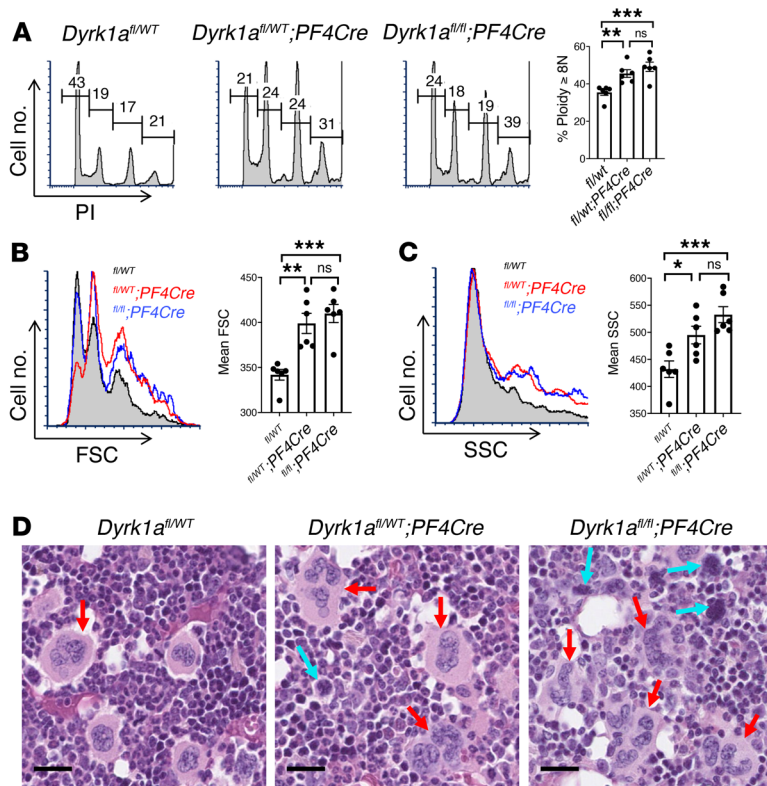 A
Dyrk1a^fl/WT
Dyrk1a^fl/WT;PF4Cre
Dyrk1a^fl/fl;PF4Cre
Cell no.
PI
43
19
17
21
21
24
24
31
24
18
19
39
***
**
ns
% Ploidy ≥ 8N
60
40
20
0
fl/wt
fl/wt;PF4Cre
fl/fl;PF4Cre
B
Cell no.
FSC
fl/WT
fl/WT;PF4Cre
fl/fl;PF4Cre
***
**
ns
Mean FSC
450
400
350
300
fl/WT
fl/WT;PF4Cre
fl/fl;PF4Cre
C
Cell no.
SSC
fl/WT
fl/WT;PF4Cre
fl/fl;PF4Cre
***
*
ns
Mean SSC
600
550
500
450
400
350
fl/WT
fl/WT;PF4Cre
fl/fl;PF4Cre
D
Dyrk1a^fl/WT
Dyrk1a^fl/WT;PF4Cre
Dyrk1a^fl/fl;PF4Cre